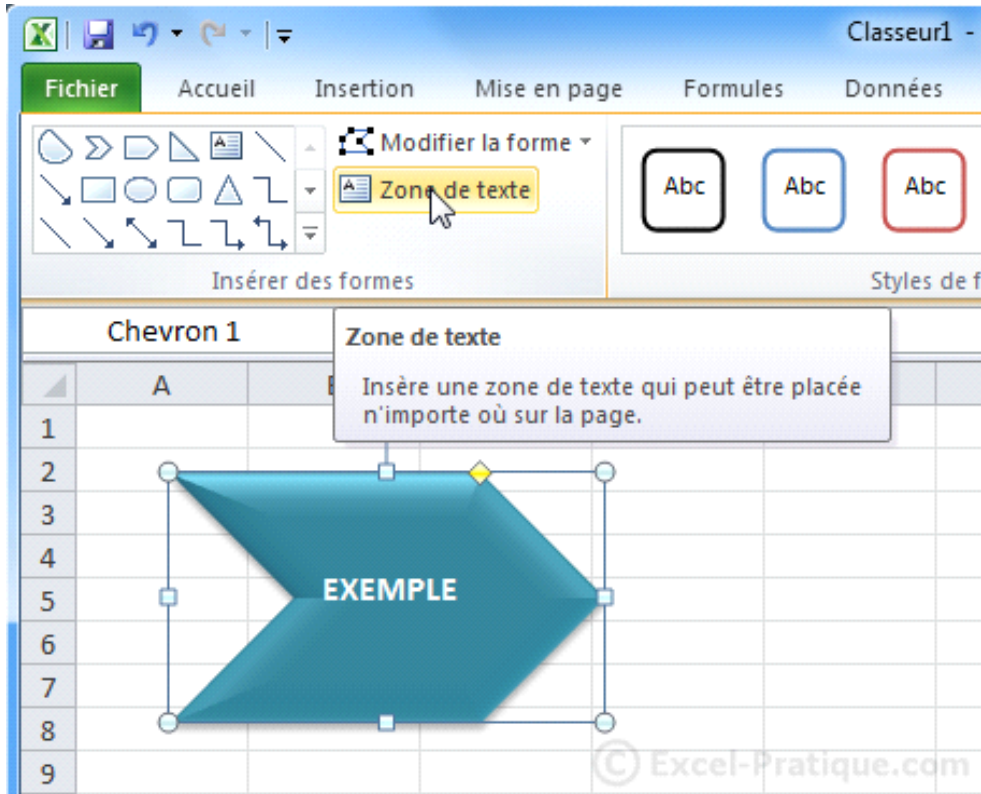 Classeur1 -
Fichier Accueil Insertion Mise en page Formules Données
Modifier la forme
Zone de texte
Abc Abc Abc
Insérer des formes
Styles de f
Chevron 1
Zone de texte
Insère une zone de texte qui peut être placée
n'importe où sur la page.
A
1
2
3
4
5
6
7
8
9
EXEMPLE
© Excel-Pratique.com